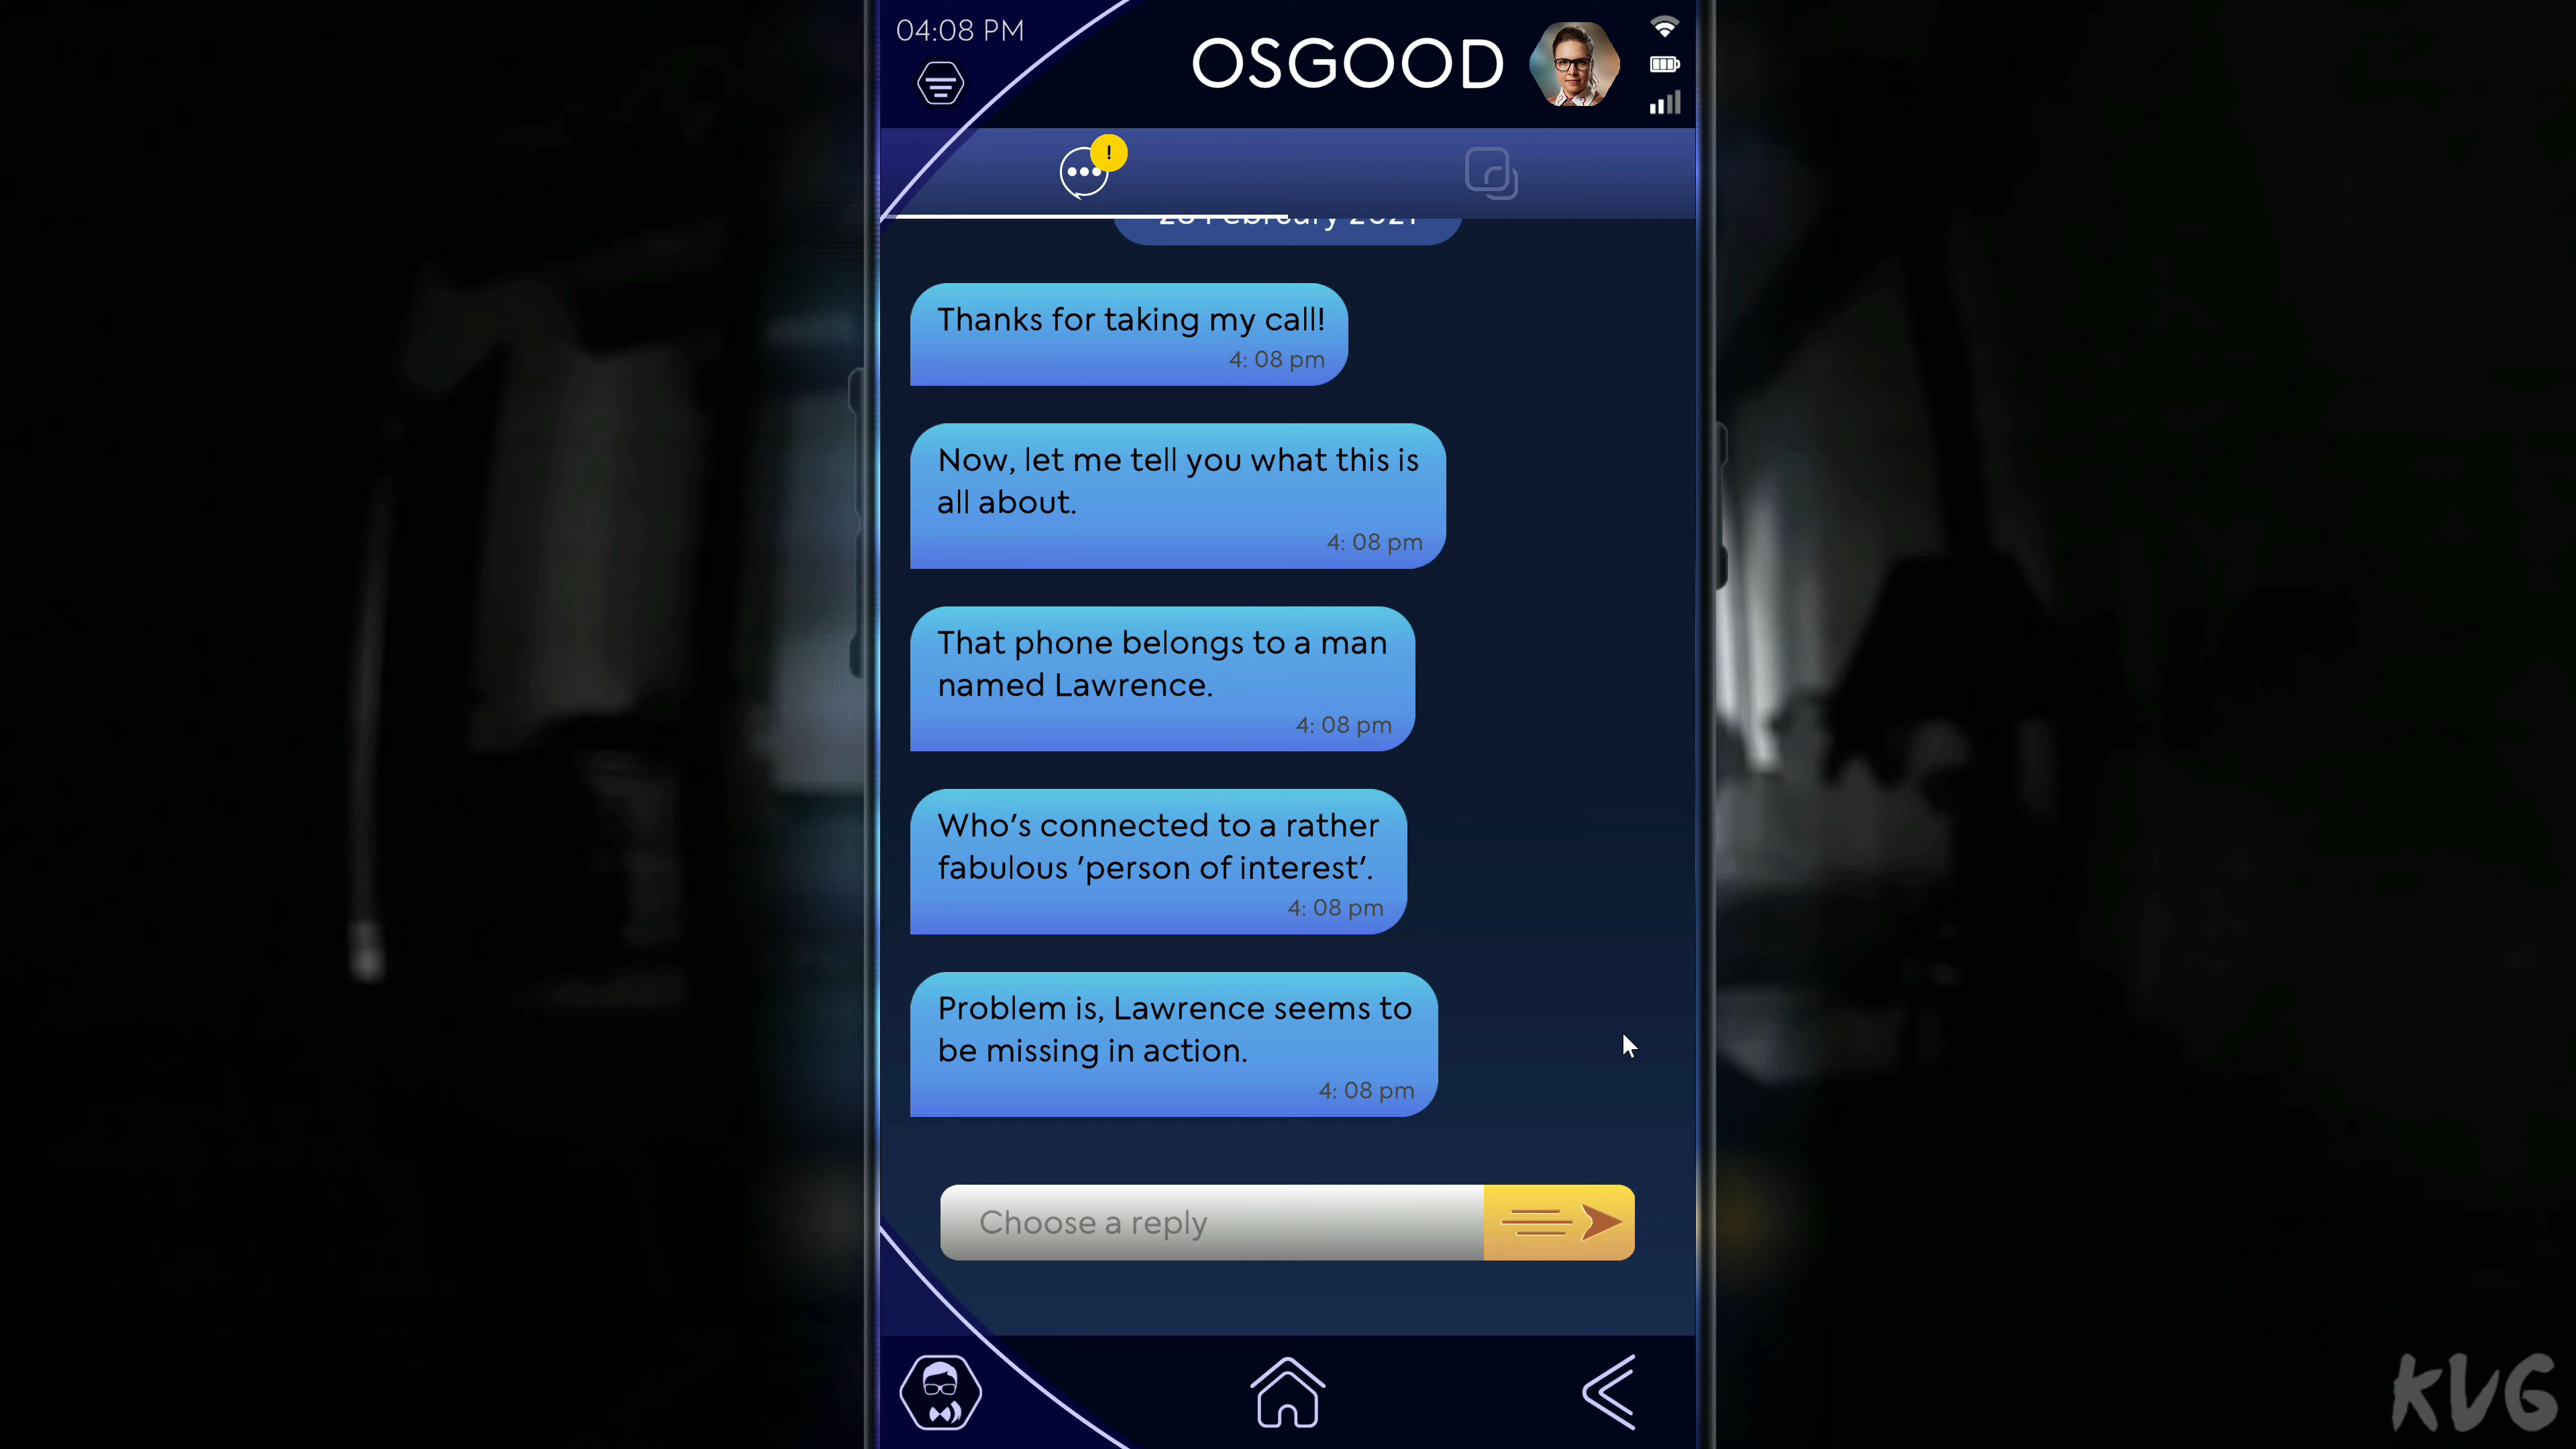 04:08 PM
OSGOOD
!
28 February 2021
Thanks for taking my call!
4: 08 pm
Now, let me tell you what this is
all about.
4: 08 pm
That phone belongs to a man
named Lawrence.
4: 08 pm
Who's connected to a rather
fabulous 'person of interest'.
4: 08 pm
Problem is, Lawrence seems to
be missing in action.
4: 08 pm
Choose a reply
KVG